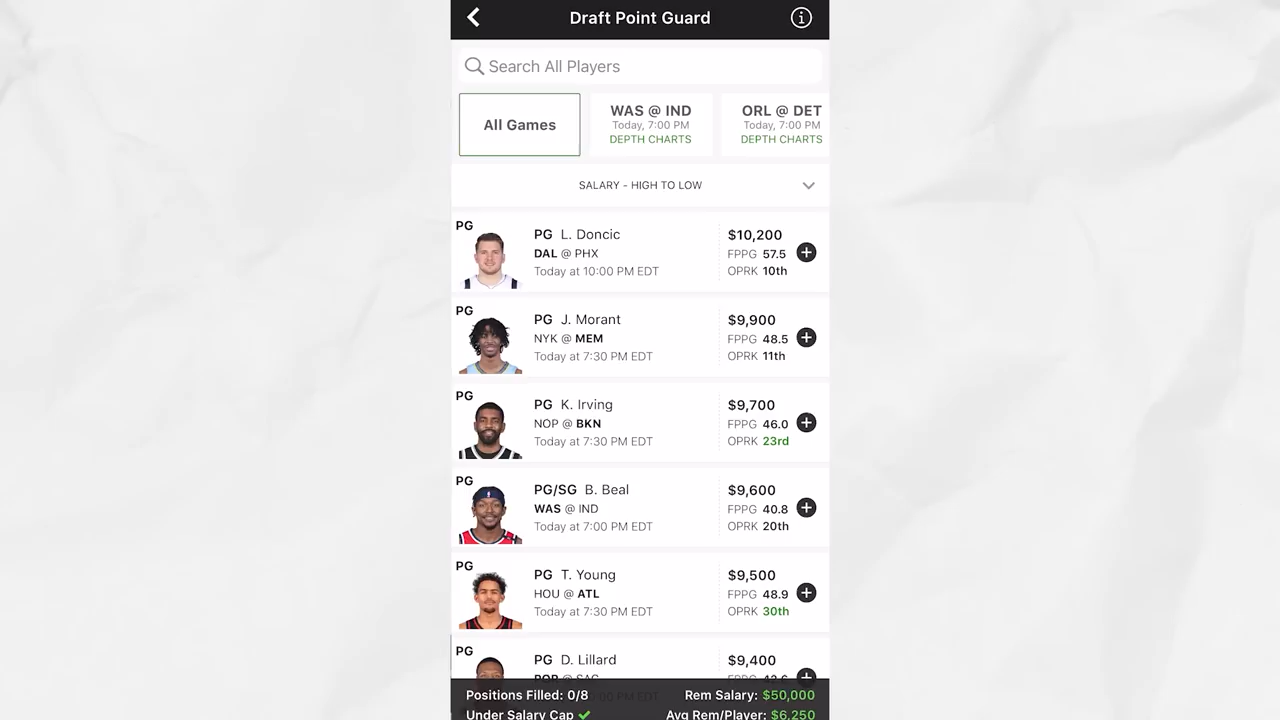 Draft Point Guard
Search All Players
All Games
WAS @ IND
Today, 7:00 PM
DEPTH CHARTS
ORL @ DET
Today, 7:00 PM
DEPTH CHARTS
SALARY - HIGH TO LOW
PG
PG L. Doncic
DAL @ PHX
Today at 10:00 PM EDT
$10,200
FPPG 57.5
OPRK 10th
PG
PG J. Morant
NYK @ MEM
Today at 7:30 PM EDT
$9,900
FPPG 48.5
OPRK 11th
PG
PG K. Irving
NOP @ BKN
Today at 7:30 PM EDT
$9,700
FPPG 46.0
OPRK 23rd
PG
PG/SG B. Beal
WAS @ IND
Today at 7:00 PM EDT
$9,600
FPPG 40.8
OPRK 20th
PG
PG T. Young
HOU @ ATL
Today at 7:30 PM EDT
$9,500
FPPG 48.9
OPRK 30th
PG
PG D. Lillard
POR @ SAC
$9,400
FPPG
Positions Filled: 0/8
Rem Salary: $50,000
Under Salary Cap
Avg Rem/Player: $6,250